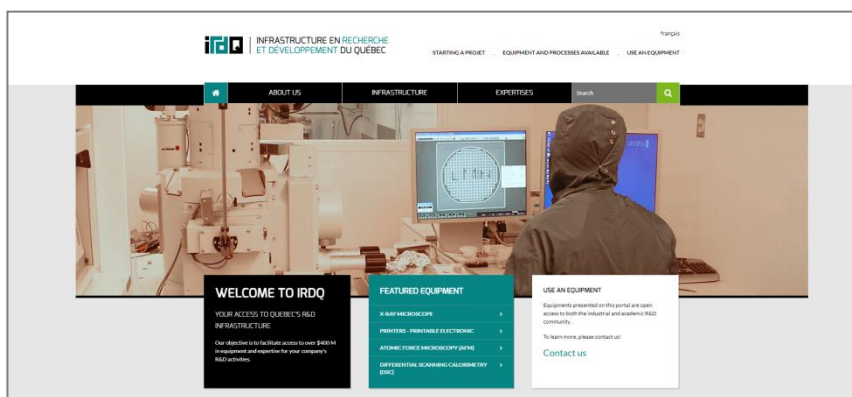 Français
irdQ
INFRASTRUCTURE EN RECHERCHE
ET DÉVELOPPEMENT DU QUÉBEC
STARTING A PROJET . EQUIPMENT AND PROCESSES AVAILABLE . USE AN EQUIPMENT
ABOUT US
INFRASTRUCTURE
EXPERTISES
Search
WELCOME TO IRDQ
YOUR ACCESS TO QUEBEC'S R&D
INFRASTRUCTURE
Our objective is to facilitate access to over $400 M
in equipment and expertise for your company's
R&D activities.
FEATURED EQUIPMENT
X-RAY MICROSCOPE
PRINTERS - PRINTABLE ELECTRONIC
ATOMIC FORCE MICROSCOPY (AFM)
DIFFERENTIAL SCANNING CALORIMETRY
(DSC)
USE AN EQUIPMENT
Equipments presented on this portal are open
access to both the industrial and academic R&D
community.
To learn more, please contact us!
Contact us